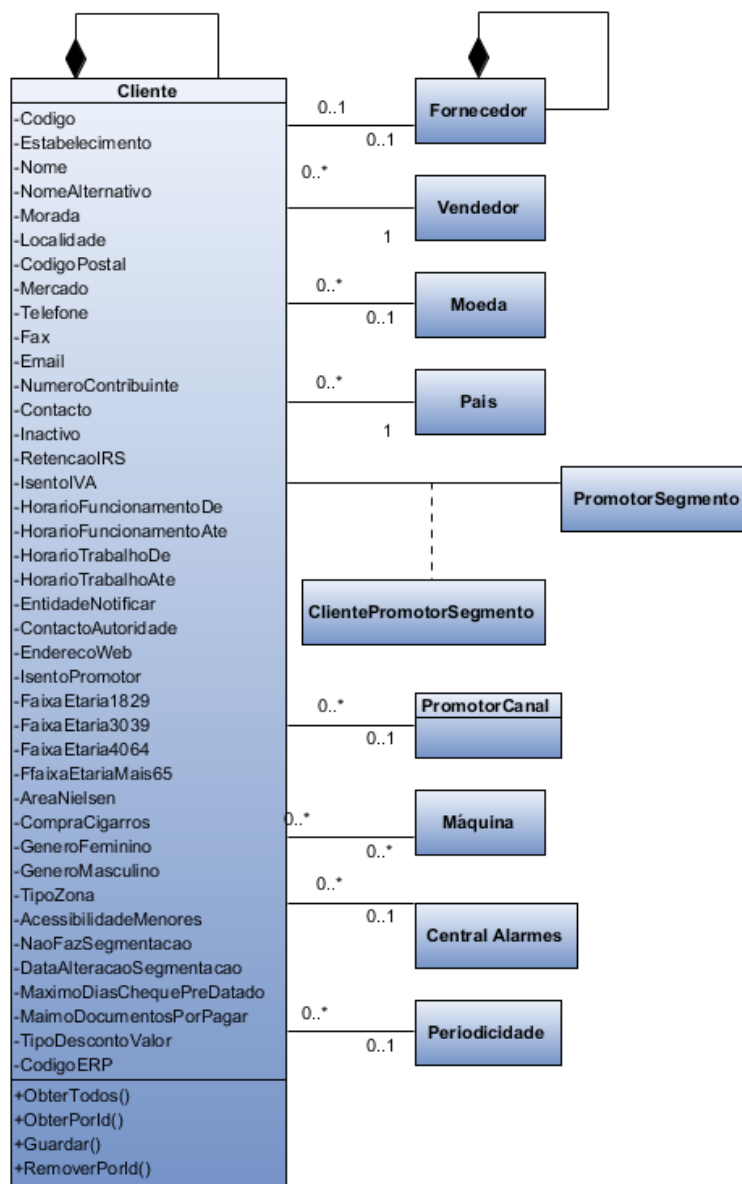 Cliente
-Codigo
-Estabelecimento
-Nome
-NomeAlternativo
-Morada
-Localidade
-CodigoPostal
-Mercado
-Telefone
-Fax
-Email
-NumeroContribuinte
-Contacto
-Inactivo
-RetencaoIRS
-IsentoIVA
-HorarioFuncionamentoDe
-HorarioFuncionamentoAte
-HorarioTrabalhoDe
-HorarioTrabalhoAte
-EntidadeNotificar
-ContactoAutoridade
-EnderecoWeb
-IsentoPromotor
-FaixaEtaria1829
-FaixaEtaria3039
-FaixaEtaria4064
-FfaixaEtariaMais65
-AreaNielsen
-CompraCigarros
-GeneroFeminino
-GeneroMasculino
-TipoZona
-AcessibilidadeMenores
-NaoFazSegmentacao
-DataAlteracaoSegmentacao
-MaximoDiasChequePreDatado
-MaimoDocumentosPorPagar
-TipoDescontoValor
-CodigoERP
+ObterTodos()
+ObterPorId()
+Guardar()
+RemoverPorId()
0..1
0..1
Fornecedor
0..*
1
Vendedor
0..*
0..1
Moeda
0..*
1
Pais
PromotorSegmento
ClientePromotorSegmento
0..*
0..1
PromotorCanal
0..*
0..*
Máquina
0..*
0..1
Central Alarmes
0..*
0..1
Periodicidade